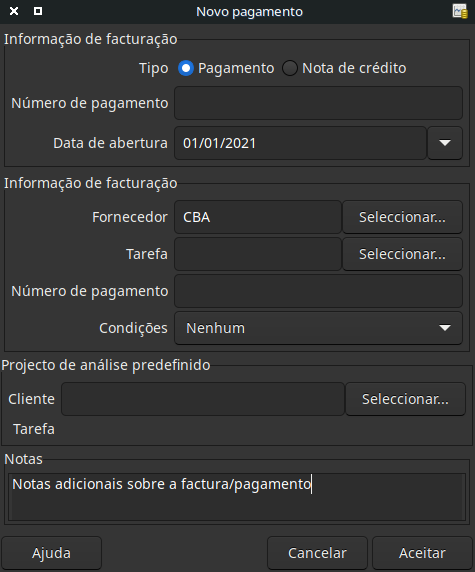 Novo pagamento
Informação de facturação
Tipo Pagamento Nota de crédito
Número de pagamento
Data de abertura 01/01/2021
Informação de facturação
Fornecedor CBA Seleccionar...
Tarefa Seleccionar...
Número de pagamento
Condições Nenhum
Projecto de análise predefinido
Cliente Seleccionar...
Tarefa
Notas
Notas adicionais sobre a factura/pagamento
Ajuda Cancelar Aceitar